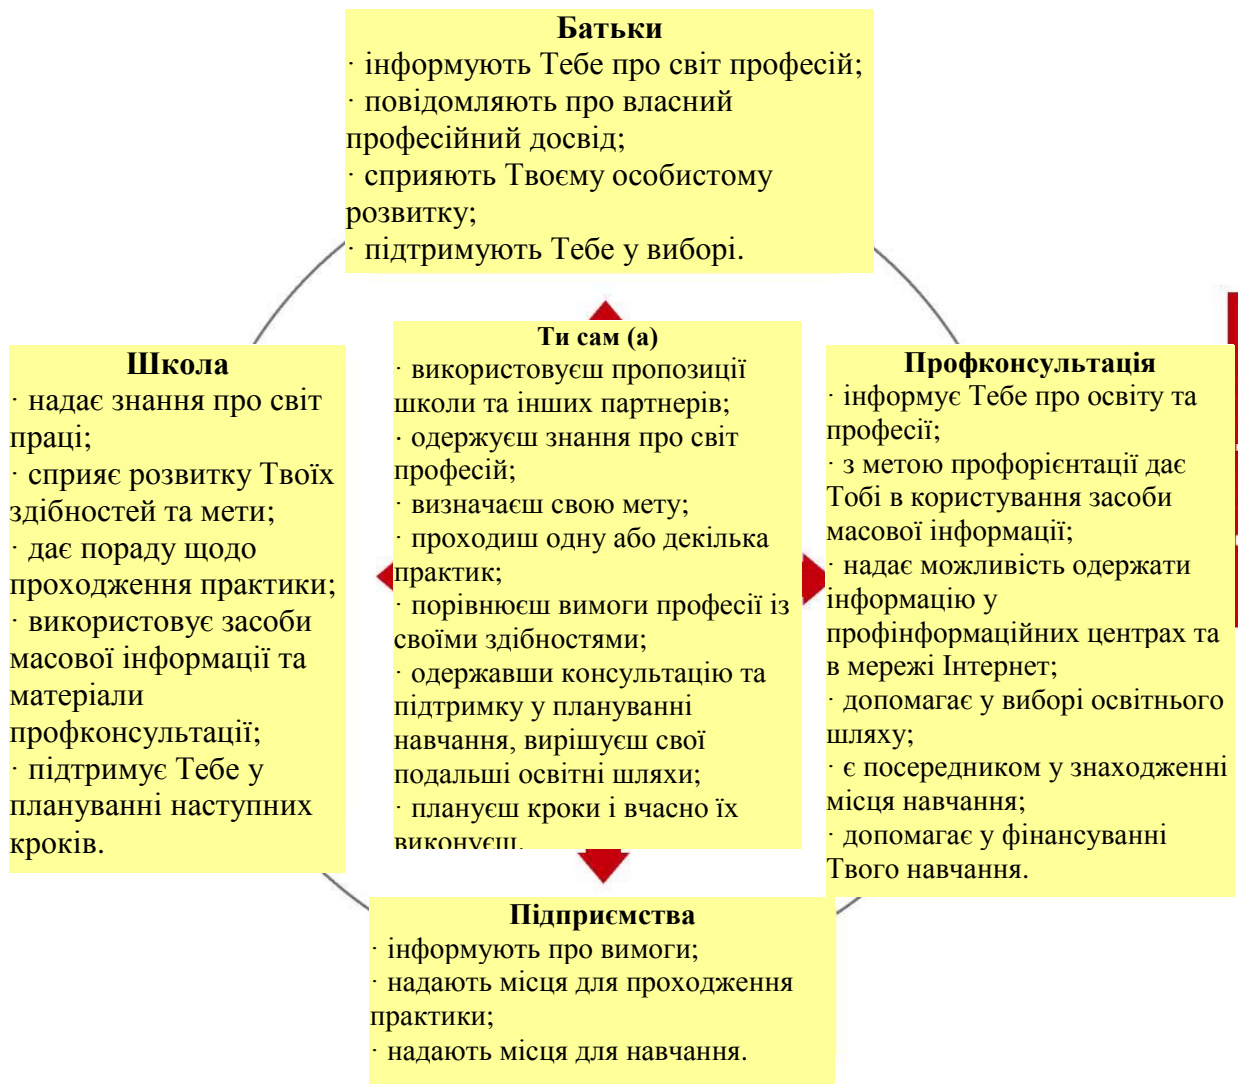 Батьки
· інформують Тебе про світ професій;
· повідомляють про власний
професійний досвід;
· сприяють Твоєму особистому
розвитку;
· підтримують Тебе у виборі.
Школа
· надає знання про світ
праці;
· сприяє розвитку Твоїх
здібностей та мети;
· дає пораду щодо
проходження практики;
· використовує засоби
масової інформації та
матеріали
профконсультації;
· підтримує Тебе у
плануванні наступних
кроків.
Ти сам (а)
· використовуєш пропозиції
школи та інших партнерів;
· одержуєш знання про світ
професій;
· визначаєш свою мету;
· проходиш одну або декілька
практик;
· порівнюєш вимоги професії із
своїми здібностями;
· одержавши консультацію та
підтримку у плануванні
навчання, вирішуєш свої
подальші освітні шляхи;
· плануєш кроки і вчасно їх
виконуєш.
Профконсультація
· інформує Тебе про освіту та
професії;
· з метою профорієнтації дає
Тобі в користування засоби
масової інформації;
· надає можливість одержати
інформацію у
профінформаційних центрах та
в мережі Інтернет;
· допомагає у виборі освітнього
шляху;
· є посередником у знаходженні
місця навчання;
· допомагає у фінансуванні
Твого навчання.
Підприємства
· інформують про вимоги;
· надають місця для проходження
практики;
· надають місця для навчання.